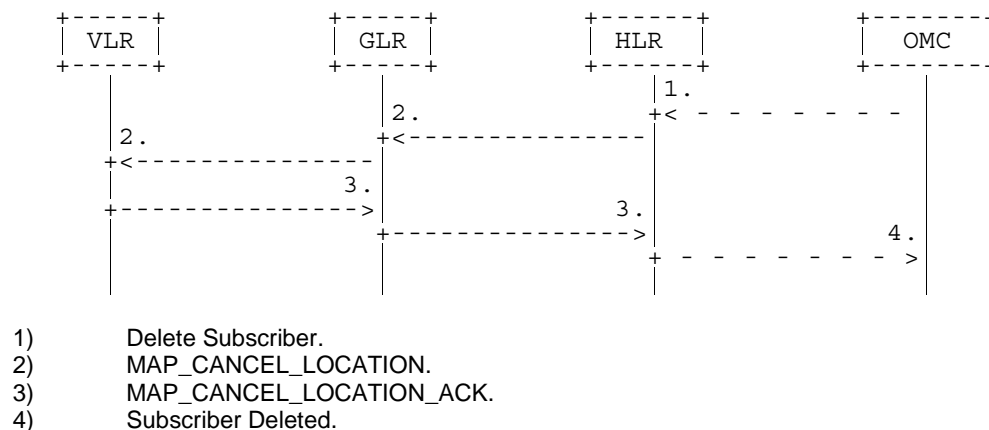 VLR GLR HLR OMC
1.
2.
2.
3.
3.
4.
1) Delete Subscriber.
2) MAP_CANCEL_LOCATION.
3) MAP_CANCEL_LOCATION_ACK.
4) Subscriber Deleted.